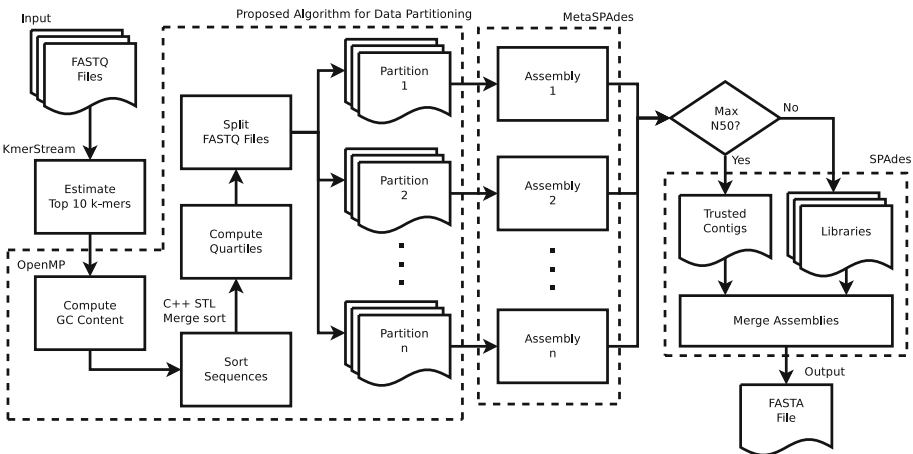 Input
FASTQ
Files
KmerStream
Estimate
Top 10 k-mers
Proposed Algorithm for Data Partitioning
OpenMP
Compute
GC Content
C++ STL
Merge sort
Sort
Sequences
Compute
Quartiles
Split
FASTQ Files
Partition
1
Partition
2
Partition
n
MetaSPAdes
Assembly
1
Assembly
2
Assembly
n
Max
N50?
No
Yes
SPAdes
Trusted
Contigs
Libraries
Merge Assemblies
Output
FASTA
File